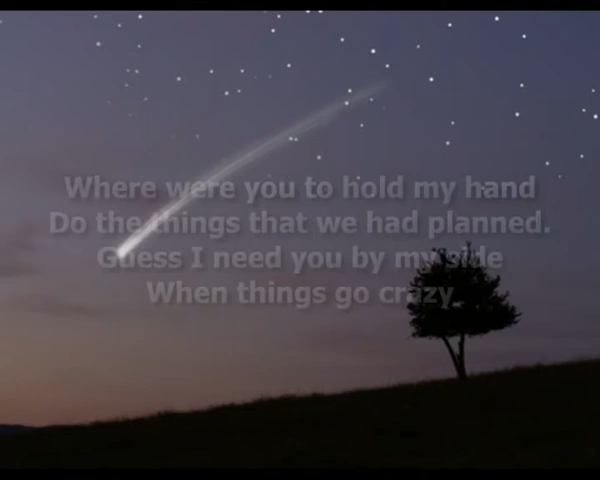 Where were you to hold my hand
Do the things that we had planned.
Guess I need you by my side
When things go crazy